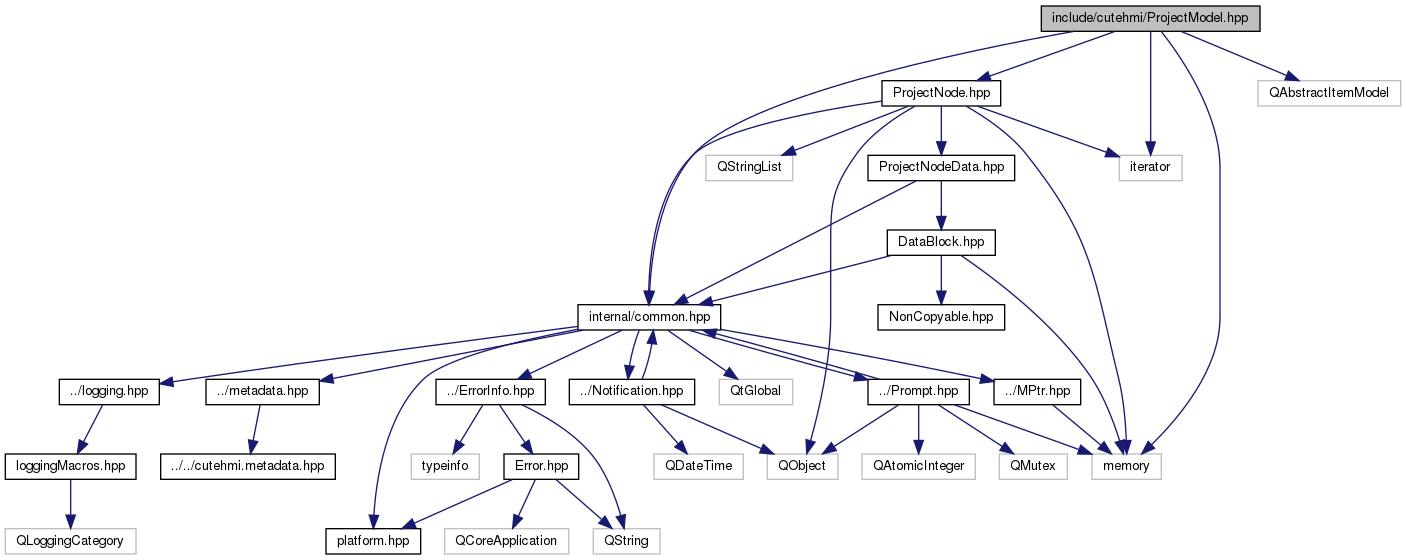 include/cutehmi/ProjectModel.hpp
ProjectNode.hpp
QAbstractItemModel
QStringList
ProjectNodeData.hpp
iterator
DataBlock.hpp
internal/common.hpp
NonCopyable.hpp
../logging.hpp
../metadata.hpp
../ErrorInfo.hpp
../Notification.hpp
QtGlobal
../Prompt.hpp
../MPtr.hpp
loggingMacros.hpp
../../cutehmi.metadata.hpp
typeinfo
Error.hpp
QDateTime
QObject
QAtomicInteger
QMutex
memory
QLoggingCategory
platform.hpp
QCoreApplication
QString